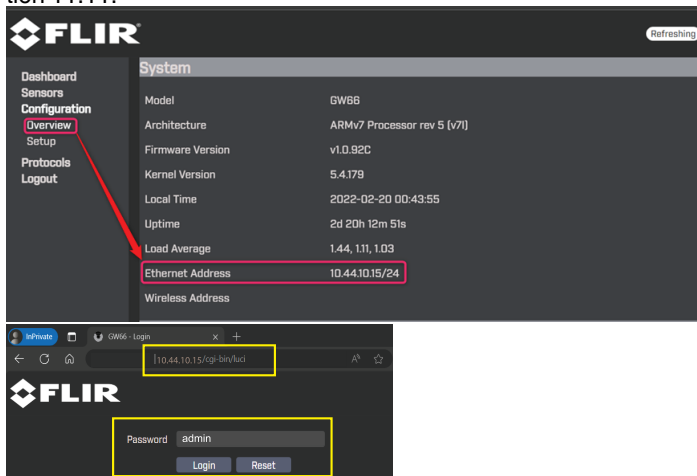 tion 11.11.
FLIR
Refreshing
System
Dashboard
Sensors
Configuration
Overview
Setup
Protocols
Logout
Model GW66
Architecture ARMv7 Processor rev 5 (v7l)
Firmware Version v1.0.92C
Kernel Version 5.4.179
Local Time 2022-02-20 00:43:55
Uptime 2d 20h 12m 51s
Load Average 1.44, 1.11, 1.03
Ethernet Address 10.44.10.15/24
Wireless Address
InPrivate GW66 - Login
10.44.10.15/cgi-bin/luci
FLIR
Password admin
Login Reset